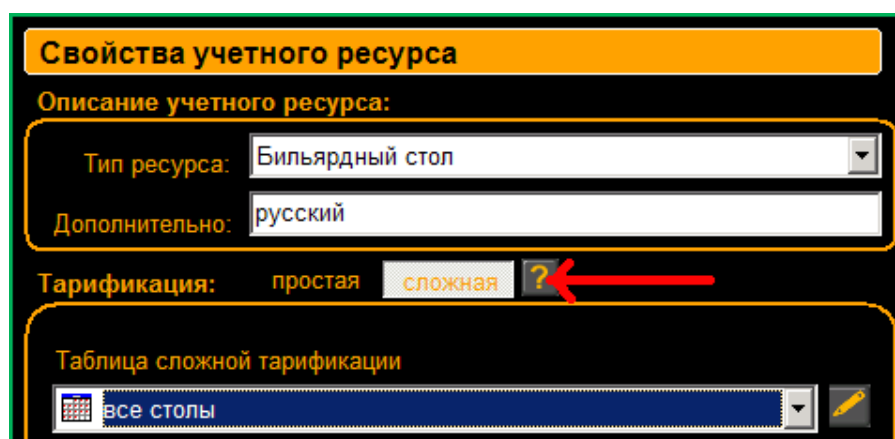 Свойства учетного ресурса
Описание учетного ресурса:
Тип ресурса: Бильярдный стол
Дополнительно: русский
Тарификация: простая сложная ?
Таблица сложной тарификации
все столы